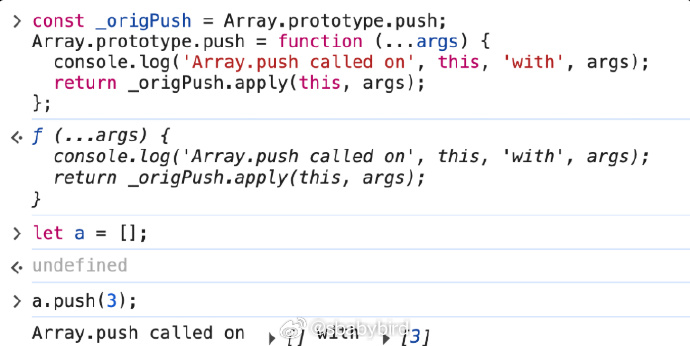 > const _origPush = Array.prototype.push;
Array.prototype.push = function (...args) {
  console.log('Array.push called on', this, 'with', args);
  return _origPush.apply(this, args);
};
ƒ (...args) {
  console.log('Array.push called on', this, 'with', args);
  return _origPush.apply(this, args);
}
> let a = [];
undefined
> a.push(3);
Array.push called on ▸ [] with ▸ [3]
@shabybird